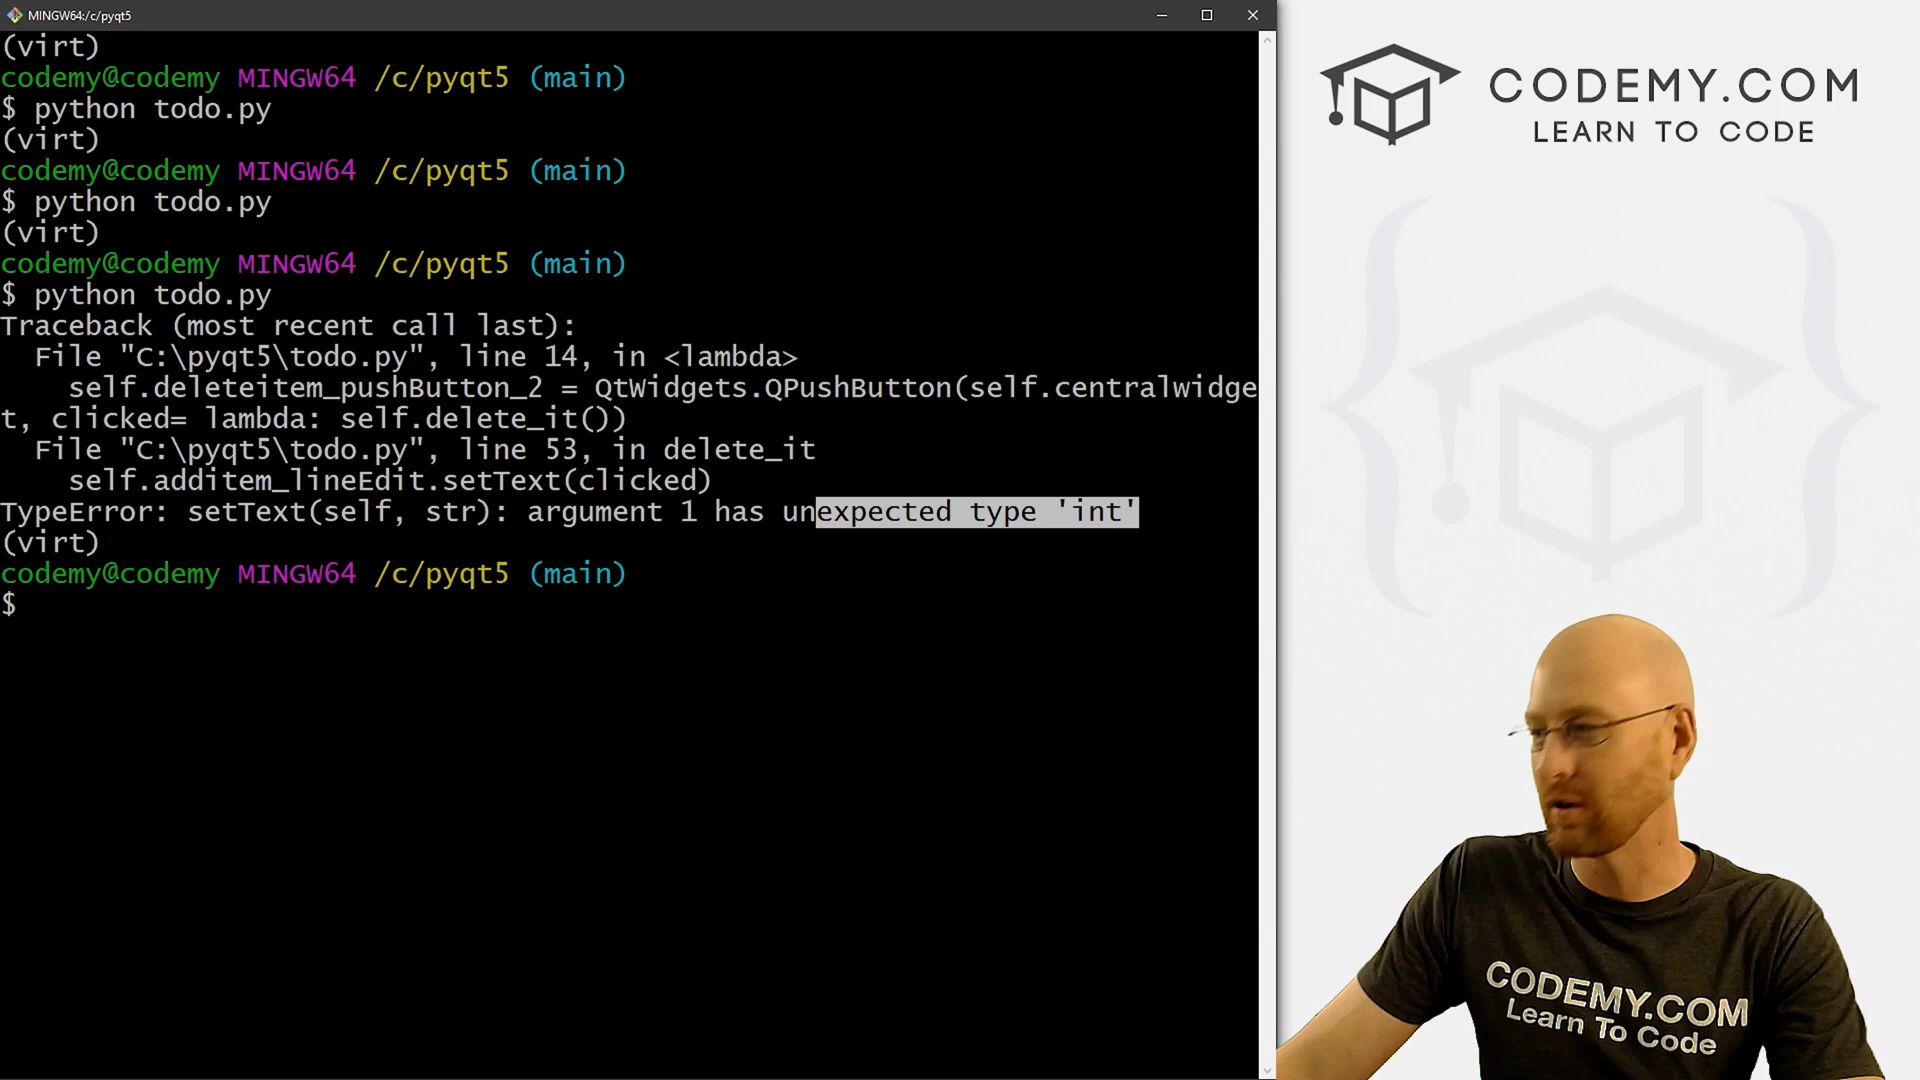 MINGW64:/c/pyqt5
(virt)
codemy@codemy MINGW64 /c/pyqt5 (main)
$ python todo.py
(virt)
codemy@codemy MINGW64 /c/pyqt5 (main)
$ python todo.py
(virt)
codemy@codemy MINGW64 /c/pyqt5 (main)
$ python todo.py
Traceback (most recent call last):
  File "C:\pyqt5\todo.py", line 14, in <lambda>
    self.deleteitem_pushButton_2 = QtWidgets.QPushButton(self.centralwidge
t, clicked= lambda: self.delete_it())
  File "C:\pyqt5\todo.py", line 53, in delete_it
    self.additem_lineEdit.setText(clicked)
TypeError: setText(self, str): argument 1 has unexpected type 'int'
(virt)
codemy@codemy MINGW64 /c/pyqt5 (main)
$
CODEMY.COM
LEARN TO CODE
CODEMY.COM
Learn To Code